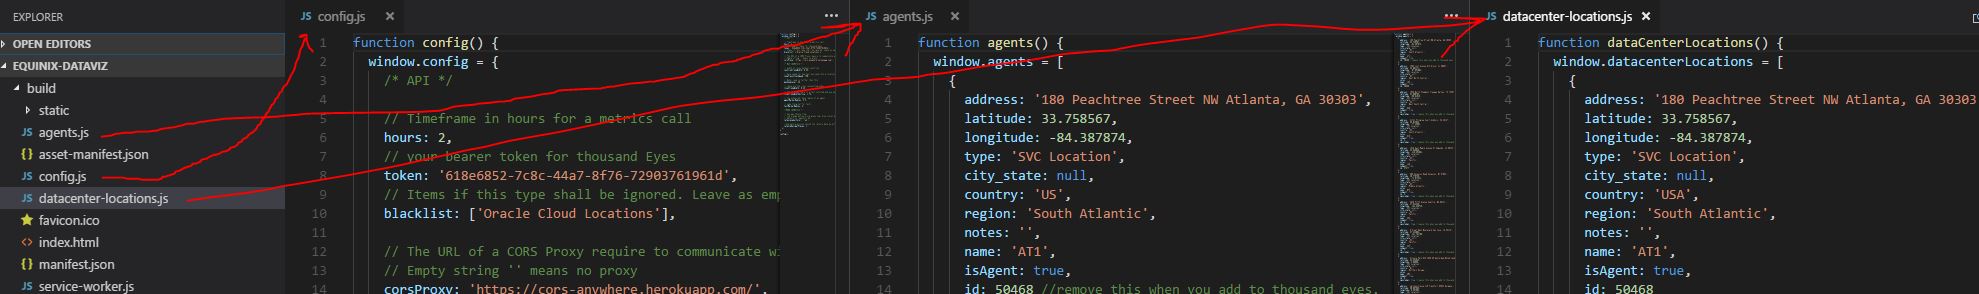 EXPLORER
OPEN EDITORS
EQUINIX-DATAVIZ
build
static
JS agents.js
{} asset-manifest.json
JS config.js
JS datacenter-locations.js
favicon.ico
<> index.html
{} manifest.json
JS service-worker.js
JS config.js ×
1 function config() {
2 window.config = {
3 /* API */
4
5 // Timeframe in hours for a metrics call
6 hours: 2,
7 // your bearer token for thousand Eyes
8 token: '618e6852-7c8c-44a7-8f76-72903761961d',
9 // Items if this type shall be ignored. Leave as emp
10 blacklist: ['Oracle Cloud Locations'],
11
12 // The URL of a CORS Proxy require to communicate wi
13 // Empty string '' means no proxy
14 corsProxy: 'https://cors-anywhere.herokuapp.com/',
JS agents.js ×
1 function agents() {
2 window.agents = [
3 {
4 address: '180 Peachtree Street NW Atlanta, GA 30303',
5 latitude: 33.758567,
6 longitude: -84.387874,
7 type: 'SVC Location',
8 city_state: null,
9 country: 'US',
10 region: 'South Atlantic',
11 notes: '',
12 name: 'AT1',
13 isAgent: true,
14 id: 50468 //remove this when you add to thousand eyes.
JS datacenter-locations.js ×
1 function dataCenterLocations() {
2 window.datacenterLocations = [
3 {
4 address: '180 Peachtree Street NW Atlanta, GA 30303
5 latitude: 33.758567,
6 longitude: -84.387874,
7 type: 'SVC Location',
8 city_state: null,
9 country: 'USA',
10 region: 'South Atlantic',
11 notes: '',
12 name: 'AT1',
13 isAgent: true,
14 id: 50468